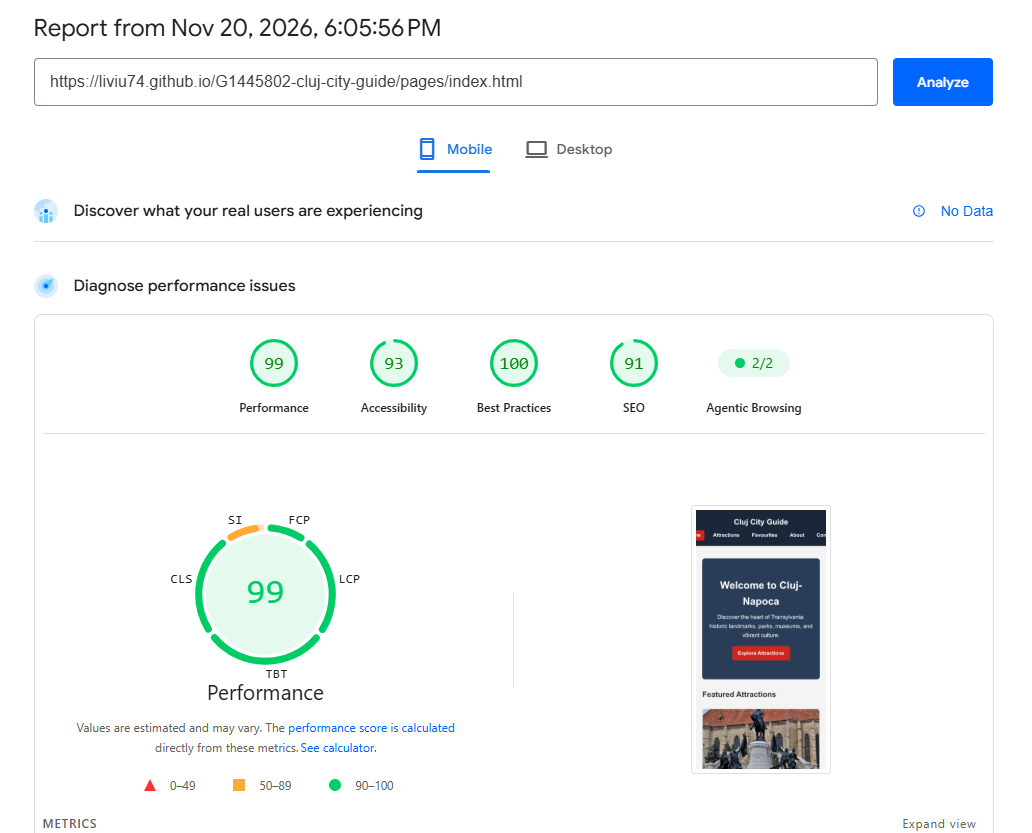 Report from Nov 20, 2026, 6:05:56 PM
https://liviu74.github.io/G1445802-cluj-city-guide/pages/index.html
Analyze
Mobile
Desktop
Discover what your real users are experiencing
No Data
Diagnose performance issues
99
93
100
91
2/2
Performance
Accessibility
Best Practices
SEO
Agentic Browsing
SI
FCP
CLS
LCP
99
TBT
Performance
Values are estimated and may vary. The performance score is calculated
directly from these metrics. See calculator.
0–49
50–89
90–100
Cluj City Guide
Attractions
Favourites
About
Welcome to Cluj-
Napoca
Discover the heart of Transylvania:
historic landmarks, parks, museums, and
vibrant culture.
Explore Attractions
Featured Attractions
METRICS
Expand view